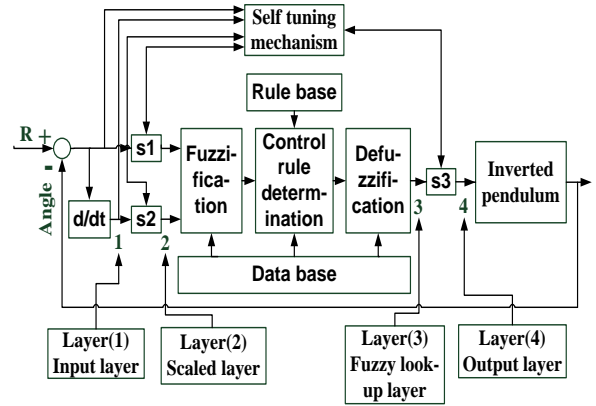 Self tuning
mechanism
Rule base
R +
-
Angle
s1
Fuzzi-
fica-
tion
Control
rule
determ-
ination
Defu-
zzifi-
cation
s3
Inverted
pendulum
d/dt
s2
1
2
3
4
Data base
Layer(1)
Input layer
Layer(2)
Scaled layer
Layer(3)
Fuzzy look-
up layer
Layer(4)
Output layer